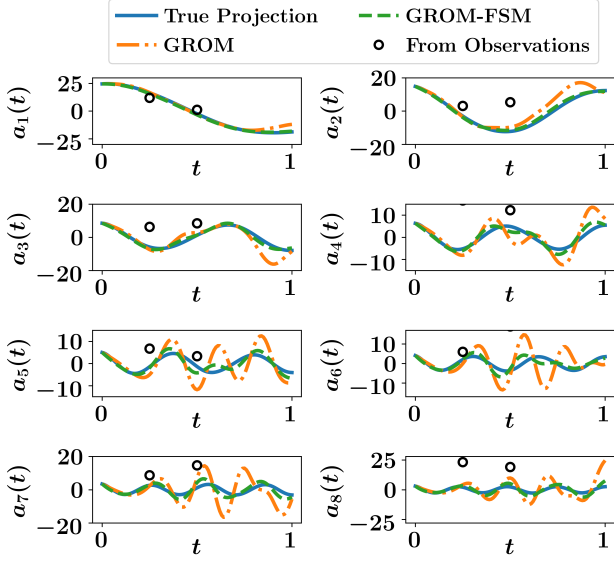 True Projection
GROM
GROM-FSM
From Observations
a₁(t)
25
0
−25
0
t
1
a₂(t)
20
0
−20
0
t
1
a₃(t)
20
0
−20
0
t
1
a₄(t)
10
0
−10
0
t
1
a₅(t)
10
0
−10
0
t
1
a₆(t)
10
0
−10
0
t
1
a₇(t)
20
0
−20
0
t
1
a₈(t)
25
0
−25
0
t
1